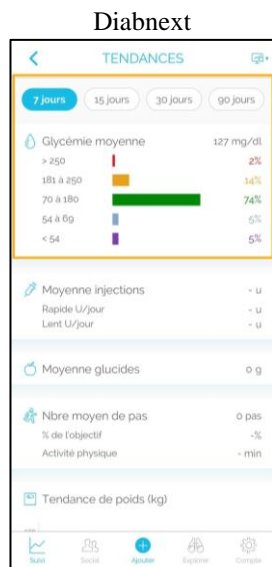 Diabnext
TENDANCES
7 jours 15 jours 30 jours 90 jours
Glycémie moyenne 127 mg/dl
> 250 2%
181 à 250 14%
70 à 180 74%
54 à 69 5%
< 54 5%
Moyenne injections - u
Rapide U/jour - u
Lent U/jour - u
Moyenne glucides 0 g
Nbre moyen de pas 0 pas
% de l'objectif -%
Activité physique - min
Tendance de poids (kg)
Suivi Social Ajouter Explorer Compte